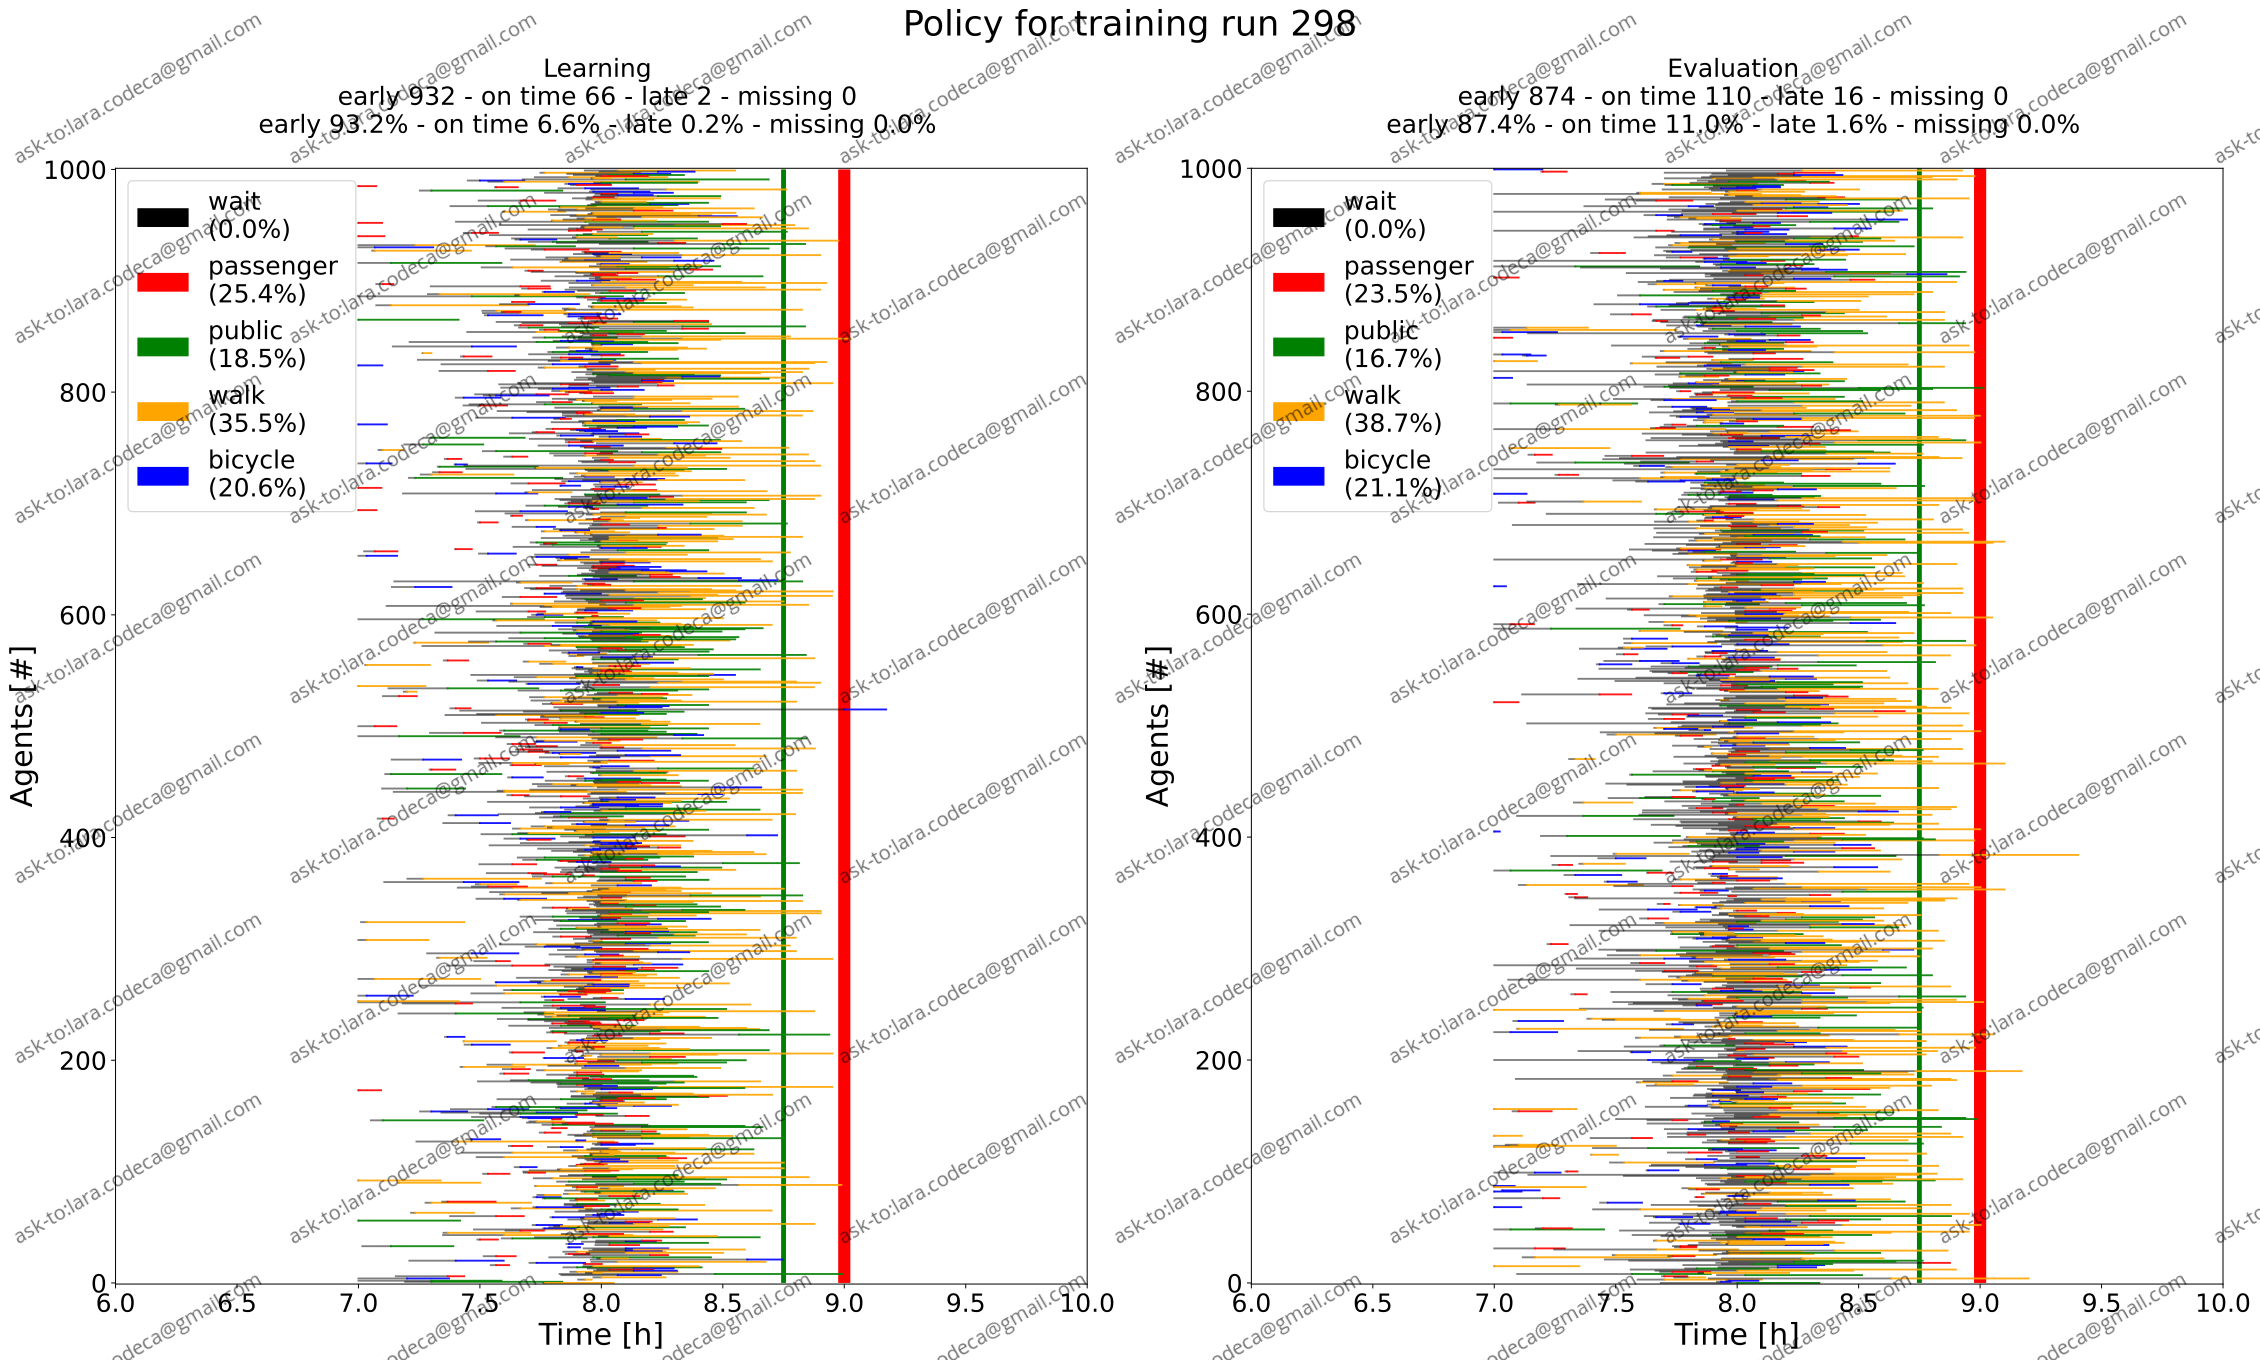 Policy for training run 298
Learning
early 932 - on time 66 - late 2 - missing 0
early 93.2% - on time 6.6% - late 0.2% - missing 0.0%
Agents [#]
1000
800
600
400
200
0
wait
(0.0%)
passenger
(25.4%)
public
(18.5%)
walk
(35.5%)
bicycle
(20.6%)
6.0 6.5 7.0 7.5 8.0 8.5 9.0 9.5 10.0
Time [h]
Evaluation
early 874 - on time 110 - late 16 - missing 0
early 87.4% - on time 11.0% - late 1.6% - missing 0.0%
Agents [#]
1000
800
600
400
200
0
wait
(0.0%)
passenger
(23.5%)
public
(16.7%)
walk
(38.7%)
bicycle
(21.1%)
6.0 6.5 7.0 7.5 8.0 8.5 9.0 9.5 10.0
Time [h]
ask-to:lara.codeca@gmail.com